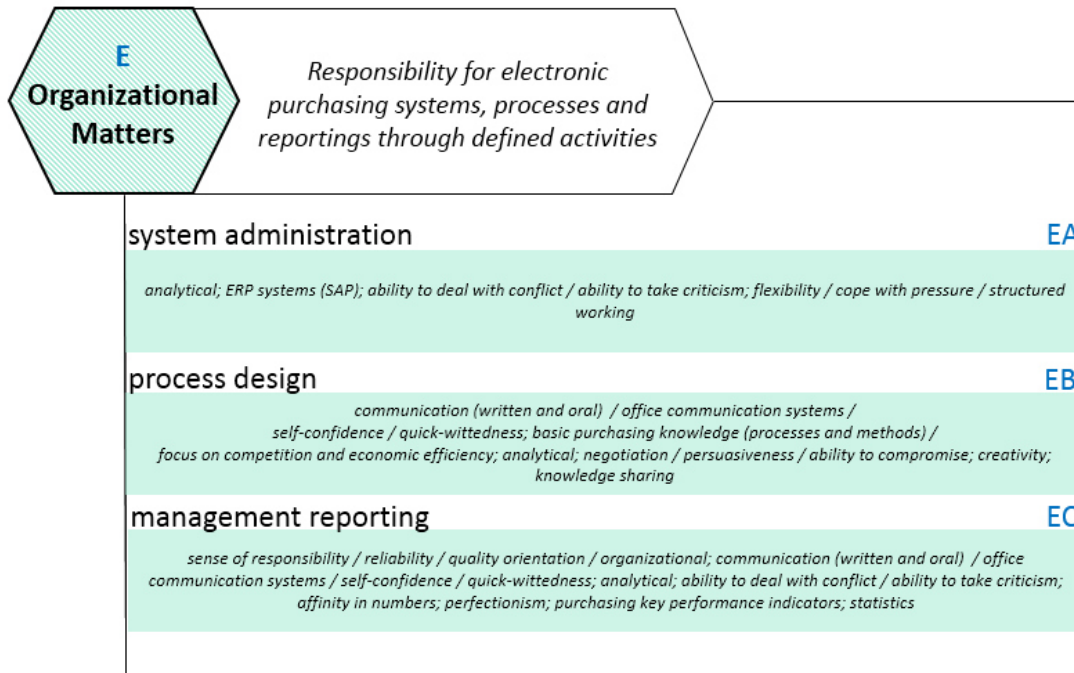 E
Organizational
Matters
Responsibility for electronic
purchasing systems, processes and
reportings through defined activities
system administration EA
analytical; ERP systems (SAP); ability to deal with conflict / ability to take criticism; flexibility / cope with pressure / structured
working
process design EB
communication (written and oral) / office communication systems /
self-confidence / quick-wittedness; basic purchasing knowledge (processes and methods) /
focus on competition and economic efficiency; analytical; negotiation / persuasiveness / ability to compromise; creativity;
knowledge sharing
management reporting EC
sense of responsibility / reliability / quality orientation / organizational; communication (written and oral) / office
communication systems / self-confidence / quick-wittedness; analytical; ability to deal with conflict / ability to take criticism;
affinity in numbers; perfectionism; purchasing key performance indicators; statistics